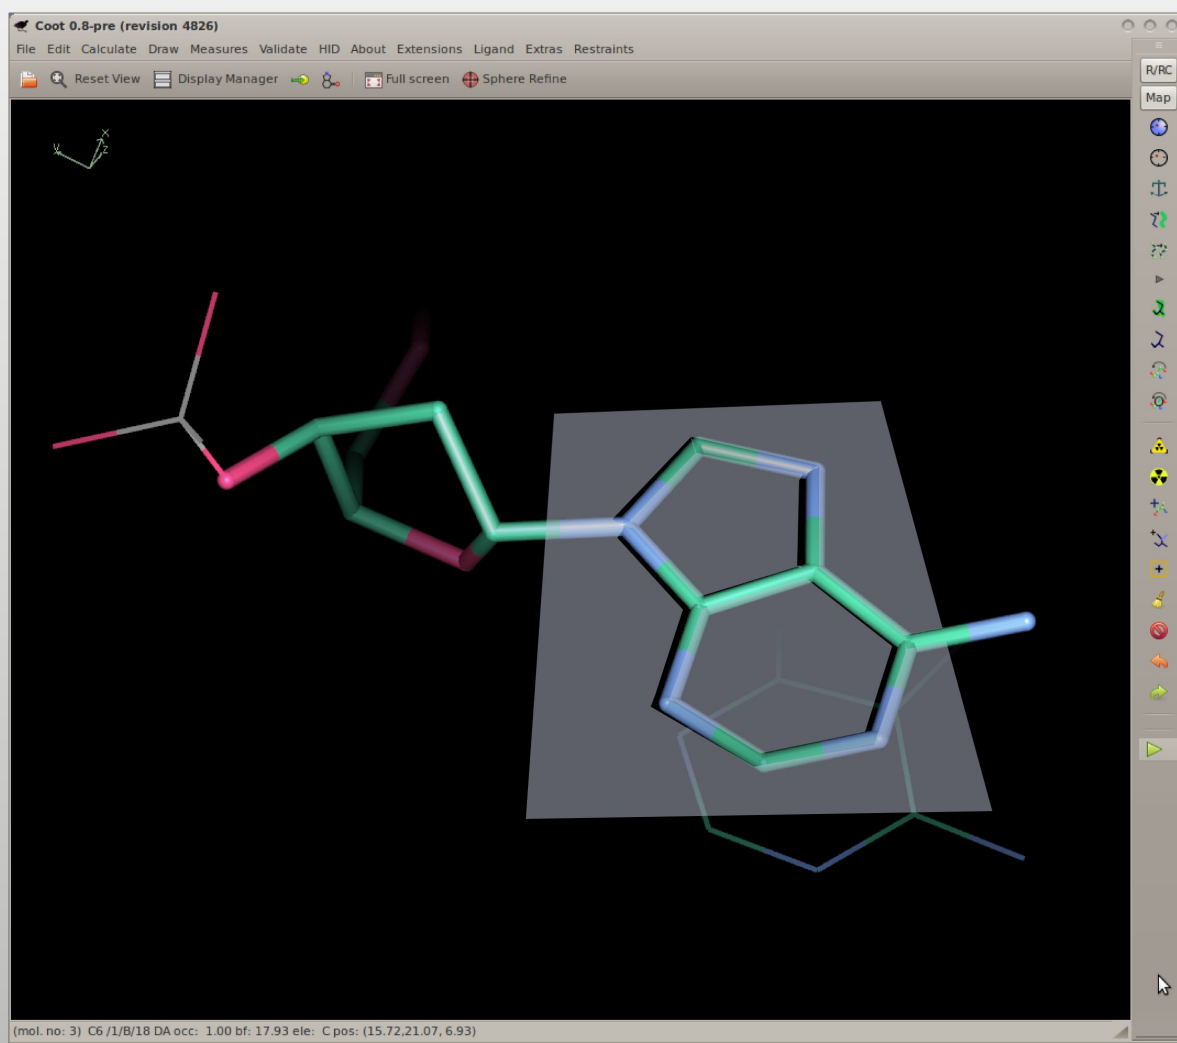 Coot 0.8-pre (revision 4826)
File Edit Calculate Draw Measures Validate HID About Extensions Ligand Extras Restraints
Reset View Display Manager Full screen Sphere Refine
R/RC
Map
x
y z
(mol. no: 3) C6 /1/B/18 DA occ: 1.00 bf: 17.93 ele: C pos: (15.72,21.07, 6.93)